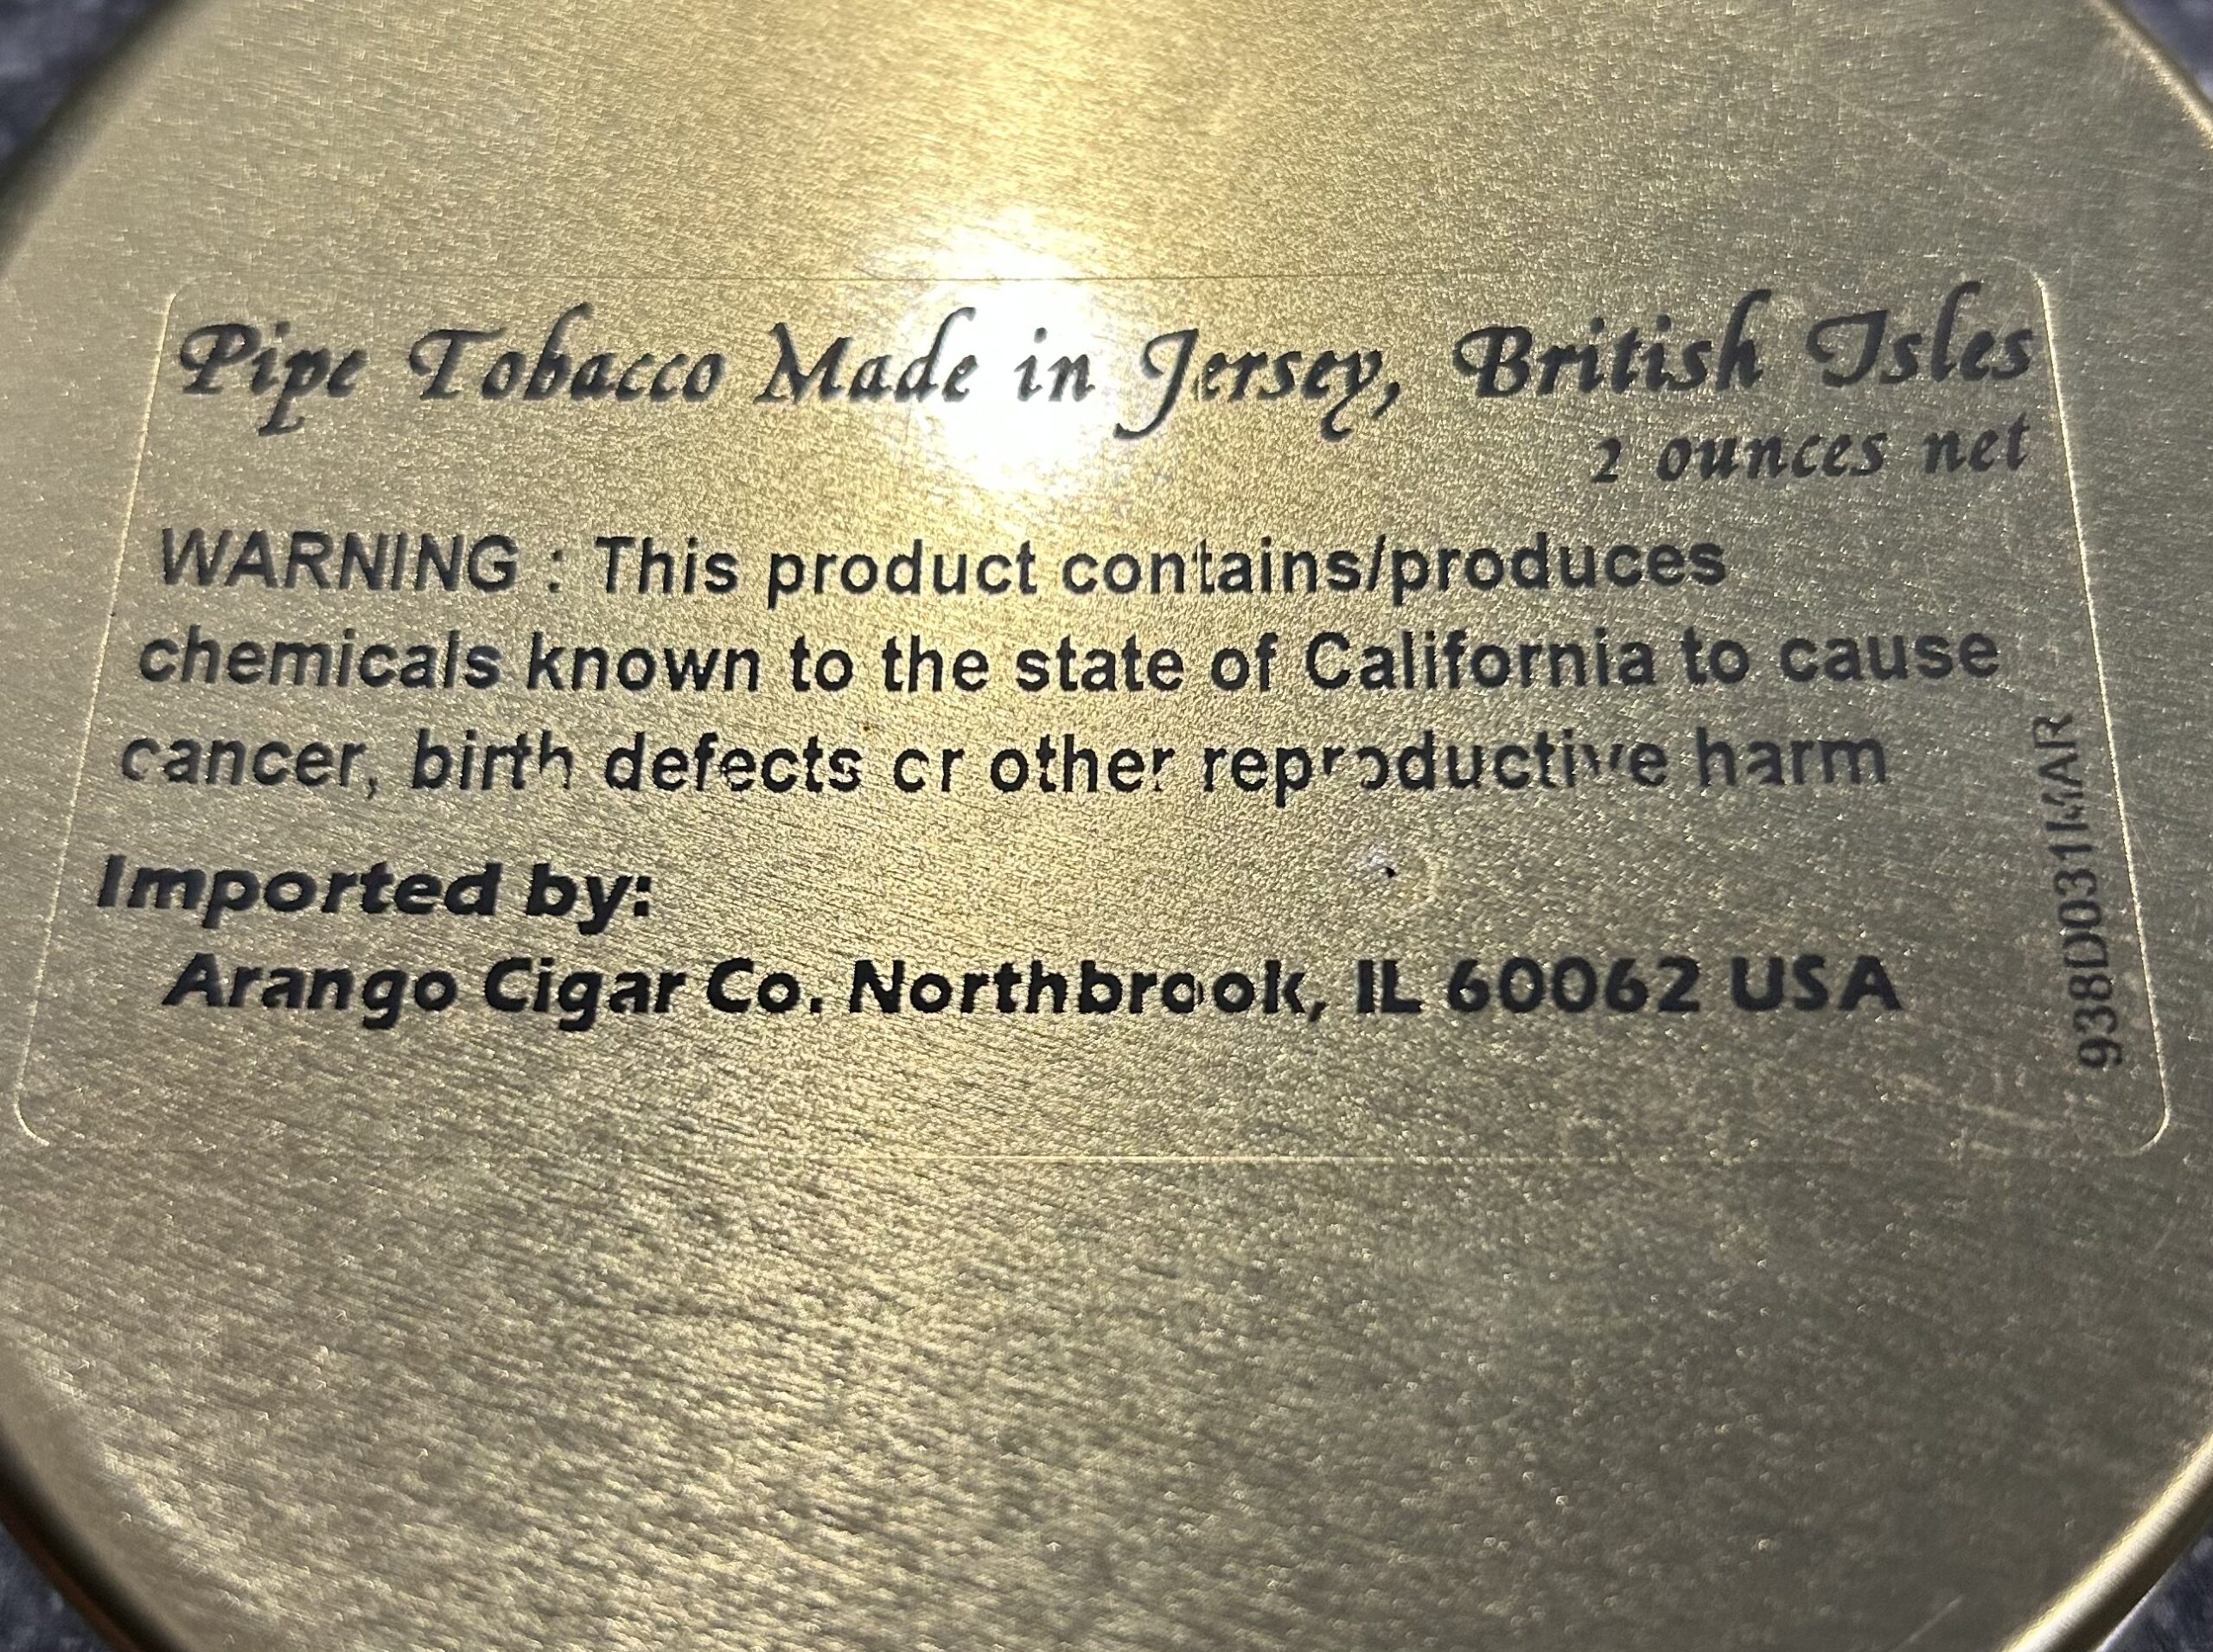 Pipe Tobacco Made in Jersey, British Isles
2 ounces net
WARNING : This product contains/produces
chemicals known to the state of California to cause
cancer, birth defects or other reproductive harm
Imported by:
Arango Cigar Co. Northbrook, IL 60062 USA
938D031MAR